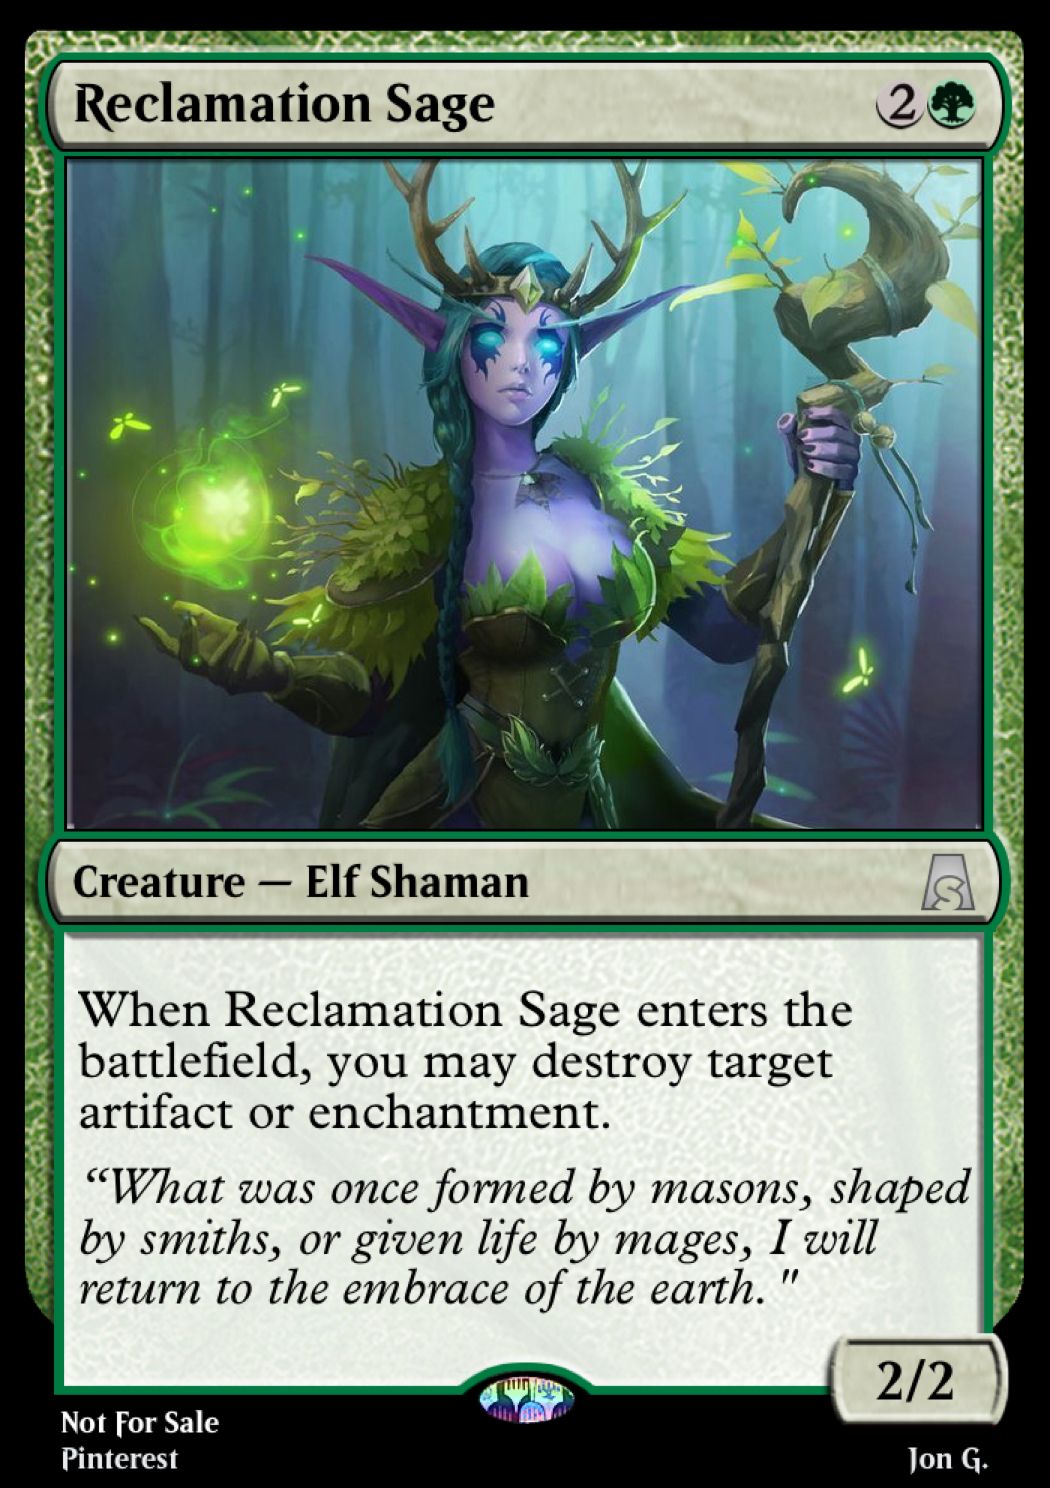 Reclamation Sage 2
Creature — Elf Shaman S
When Reclamation Sage enters the
battlefield, you may destroy target
artifact or enchantment.
“What was once formed by masons, shaped
by smiths, or given life by mages, I will
return to the embrace of the earth."
2/2
Not For Sale
Pinterest
Jon G.